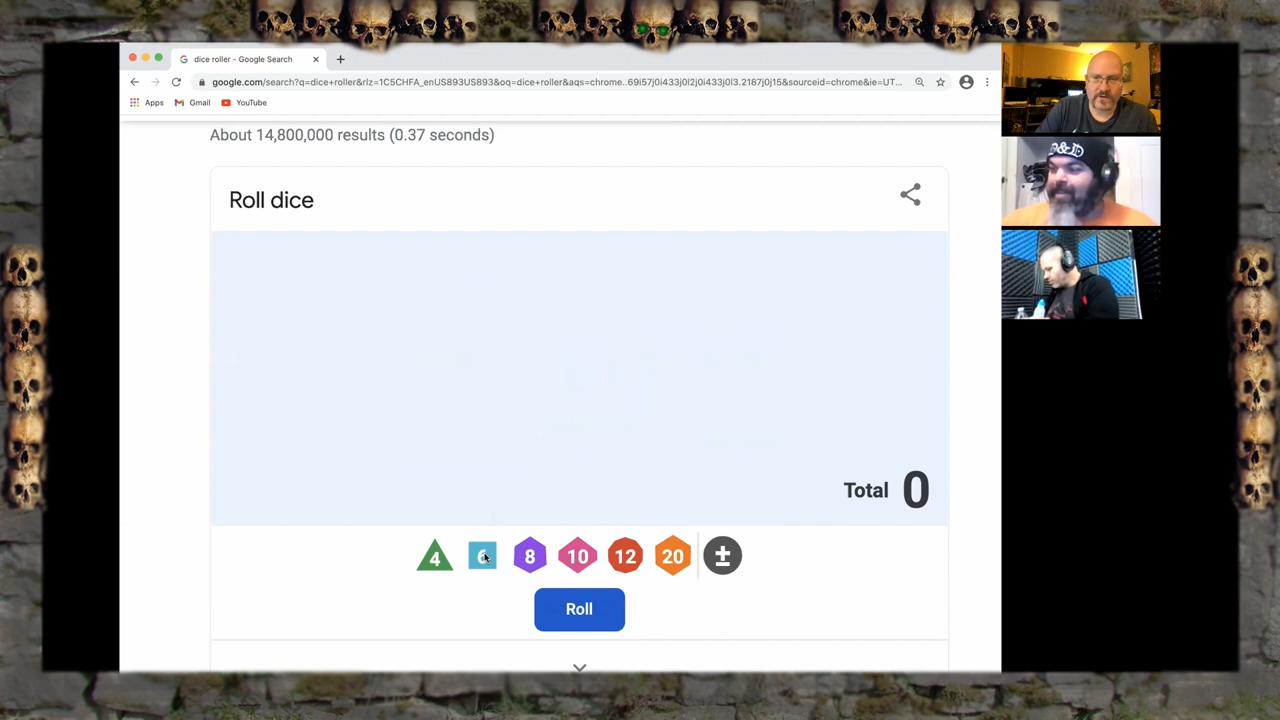 dice roller - Google Search
google.com/search?q=dice+roller&rlz=1C5CHFA_enUS893US893&oq=dice+roller&aqs=chrome..69i57j0i433j0l2j0i433j0l3.2187j0j15&sourceid=chrome&ie=UT...
Apps Gmail YouTube
About 14,800,000 results (0.37 seconds)
Roll dice
Total 0
4 6 8 10 12 20 ±
Roll
D&D